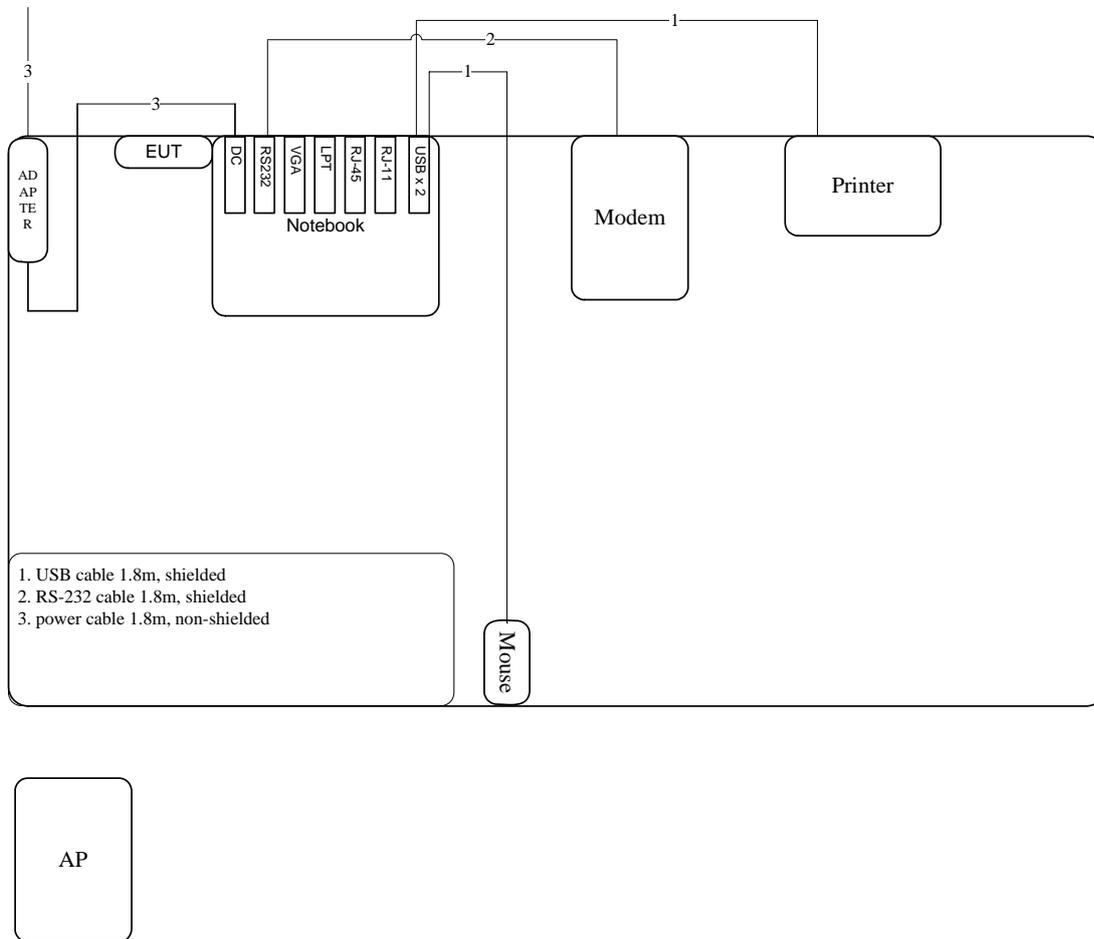 1
2
1
3
3
AD
AP
TE
R
EUT
DC
RS232
VGA
LPT
RJ-45
RJ-11
USB x 2
Notebook
Modem
Printer
1. USB cable 1.8m, shielded
2. RS-232 cable 1.8m, shielded
3. power cable 1.8m, non-shielded
Mouse
AP